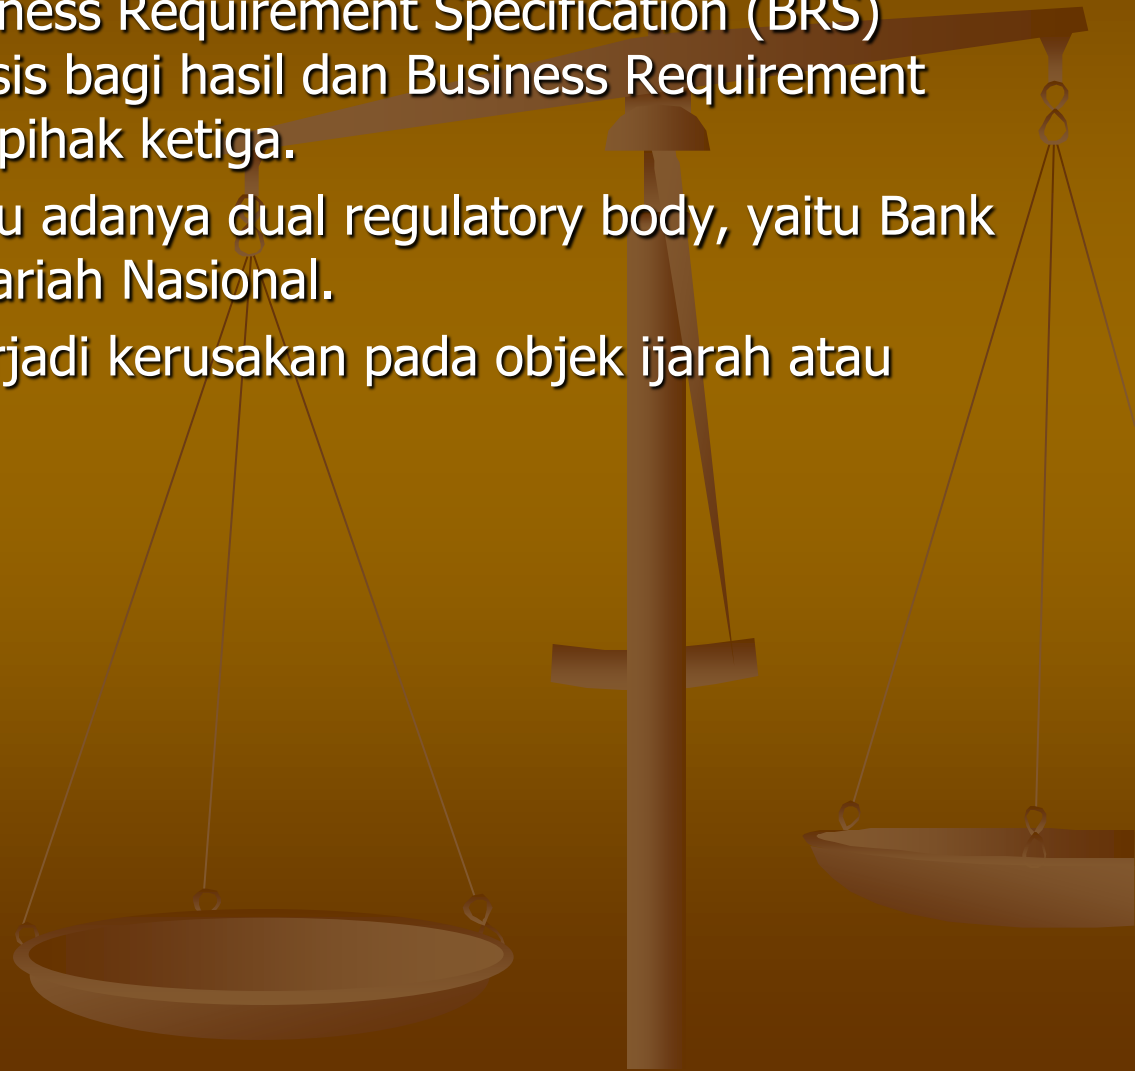 ness Requirement Specification (BRS)
sis bagi hasil dan Business Requirement
pihak ketiga.
u adanya dual regulatory body, yaitu Bank
ariah Nasional.
rjadi kerusakan pada objek ijarah atau